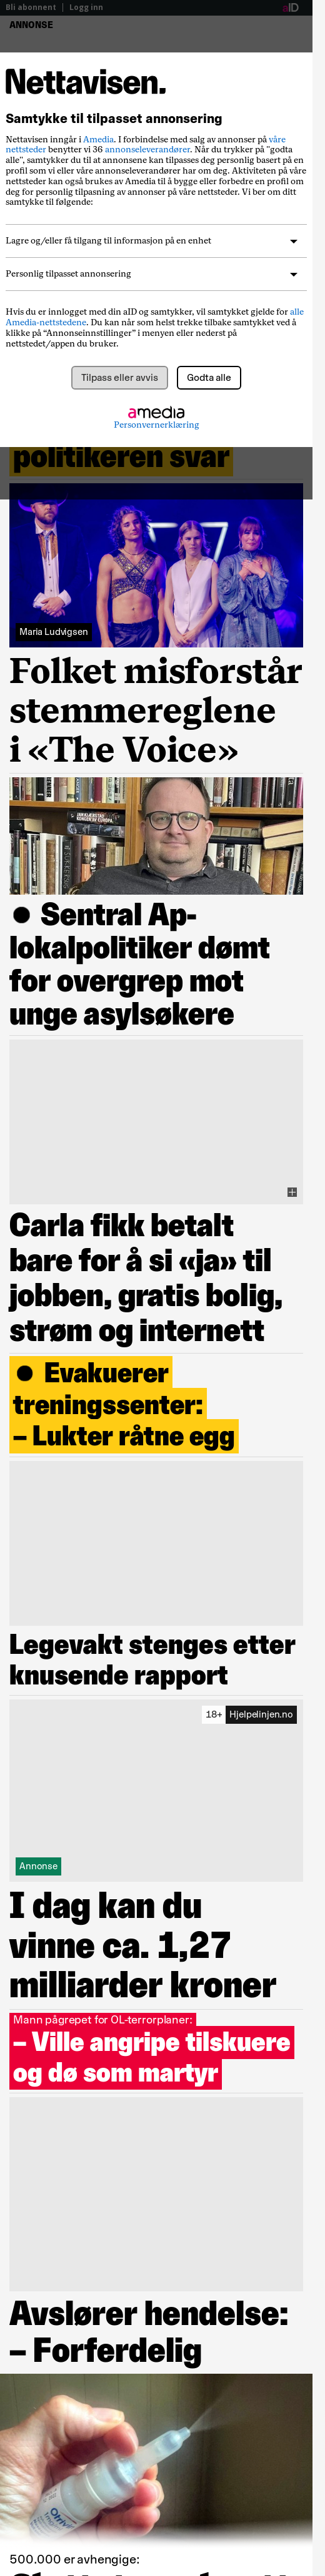 Bli abonnent | Logg inn
aID
ANNONSE
Nettavisen.
Samtykke til tilpasset annonsering
Nettavisen inngår i Amedia. I forbindelse med salg av annonser på våre
nettsteder benytter vi 36 annonseleverandører. Når du trykker på "godta
alle", samtykker du til at annonsene kan tilpasses deg personlig basert på en
profil som vi eller våre annonseleverandører har om deg. Aktiviteten på våre
nettsteder kan også brukes av Amedia til å bygge eller forbedre en profil om
deg for personlig tilpasning av annonser på våre nettsteder. Vi ber om ditt
samtykke til følgende:
Lagre og/eller få tilgang til informasjon på en enhet
Personlig tilpasset annonsering
Hvis du er innlogget med din aID og samtykker, vil samtykket gjelde for alle
Amedia-nettstedene. Du kan når som helst trekke tilbake samtykket ved å
klikke på “Annonseinnstillinger” i menyen eller nederst på
nettstedet/appen du bruker.
Tilpass eller avvis
Godta alle
amedia
Personvernerklæring
politikeren svar
Maria Ludvigsen
Folket misforstår
stemmereglene
i «The Voice»
● Sentral Ap-
lokalpolitiker dømt
for overgrep mot
unge asylsøkere
Carla fikk betalt
bare for å si «ja» til
jobben, gratis bolig,
strøm og internett
● Evakuerer
treningssenter:
– Lukter råtne egg
Legevakt stenges etter
knusende rapport
18+ Hjelpelinjen.no
Annonse
I dag kan du
vinne ca. 1,27
milliarder kroner
Mann pågrepet for OL-terrorplaner:
– Ville angripe tilskuere
og dø som martyr
Avslører hendelse:
– Forferdelig
Otrivin
500.000 er avhengige: